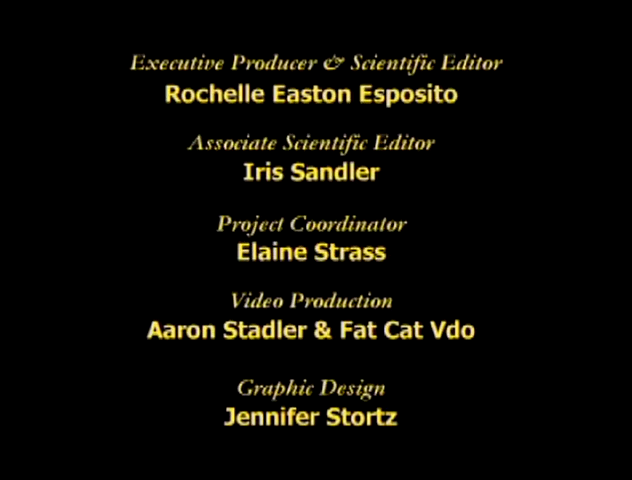 Executive Producer & Scientific Editor
Rochelle Easton Esposito
Associate Scientific Editor
Iris Sandler
Project Coordinator
Elaine Strass
Video Production
Aaron Stadler & Fat Cat Vdo
Graphic Design
Jennifer Stortz